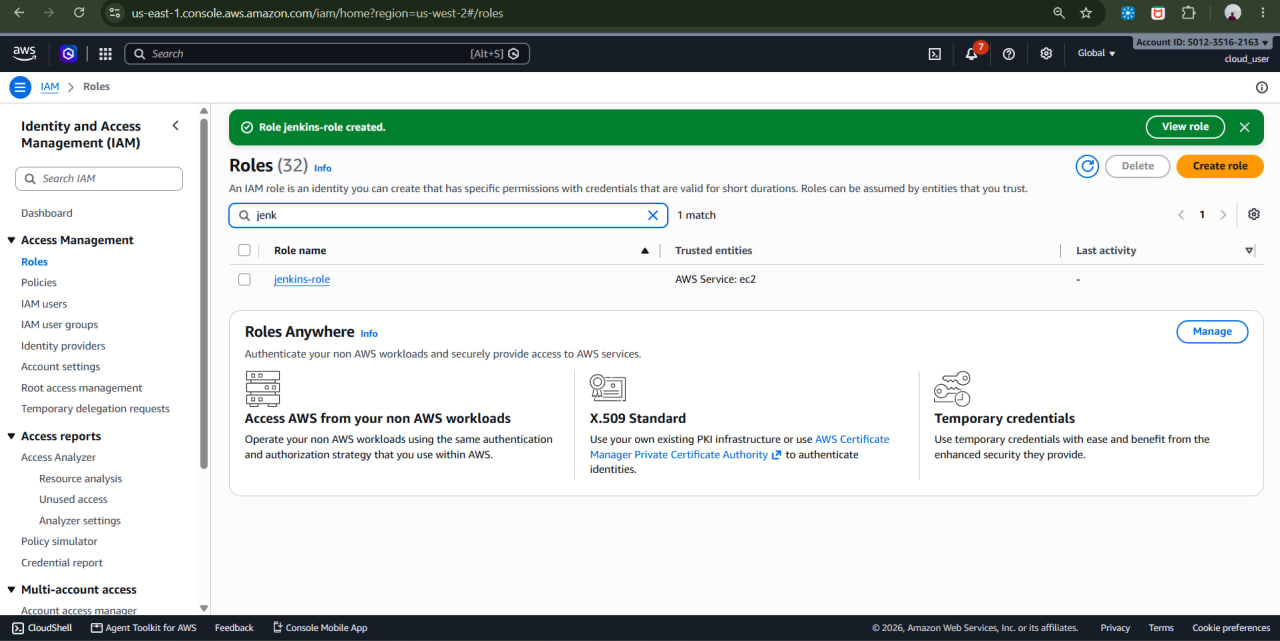 us-east-1.console.aws.amazon.com/iam/home?region=us-west-2#/roles
aws
Search
[Alt+S]
7
Global
Account ID: 5012-3516-2163
cloud_user
IAM
Roles
Identity and Access
Management (IAM)
Search IAM
Dashboard
Access Management
Roles
Policies
IAM users
IAM user groups
Identity providers
Account settings
Root access management
Temporary delegation requests
Access reports
Access Analyzer
Resource analysis
Unused access
Analyzer settings
Policy simulator
Credential report
Multi-account access
Account access manager
Role jenkins-role created.
View role
Roles (32) Info
Delete
Create role
An IAM role is an identity you can create that has specific permissions with credentials that are valid for short durations. Roles can be assumed by entities that you trust.
jenk
1 match
1
Role name
Trusted entities
Last activity
jenkins-role
AWS Service: ec2
-
Roles Anywhere Info
Manage
Authenticate your non AWS workloads and securely provide access to AWS services.
Access AWS from your non AWS workloads
Operate your non AWS workloads using the same authentication
and authorization strategy that you use within AWS.
X.509 Standard
Use your own existing PKI infrastructure or use AWS Certificate
Manager Private Certificate Authority to authenticate
identities.
Temporary credentials
Use temporary credentials with ease and benefit from the
enhanced security they provide.
CloudShell
Agent Toolkit for AWS
Feedback
Console Mobile App
© 2026, Amazon Web Services, Inc. or its affiliates.
Privacy
Terms
Cookie preferences